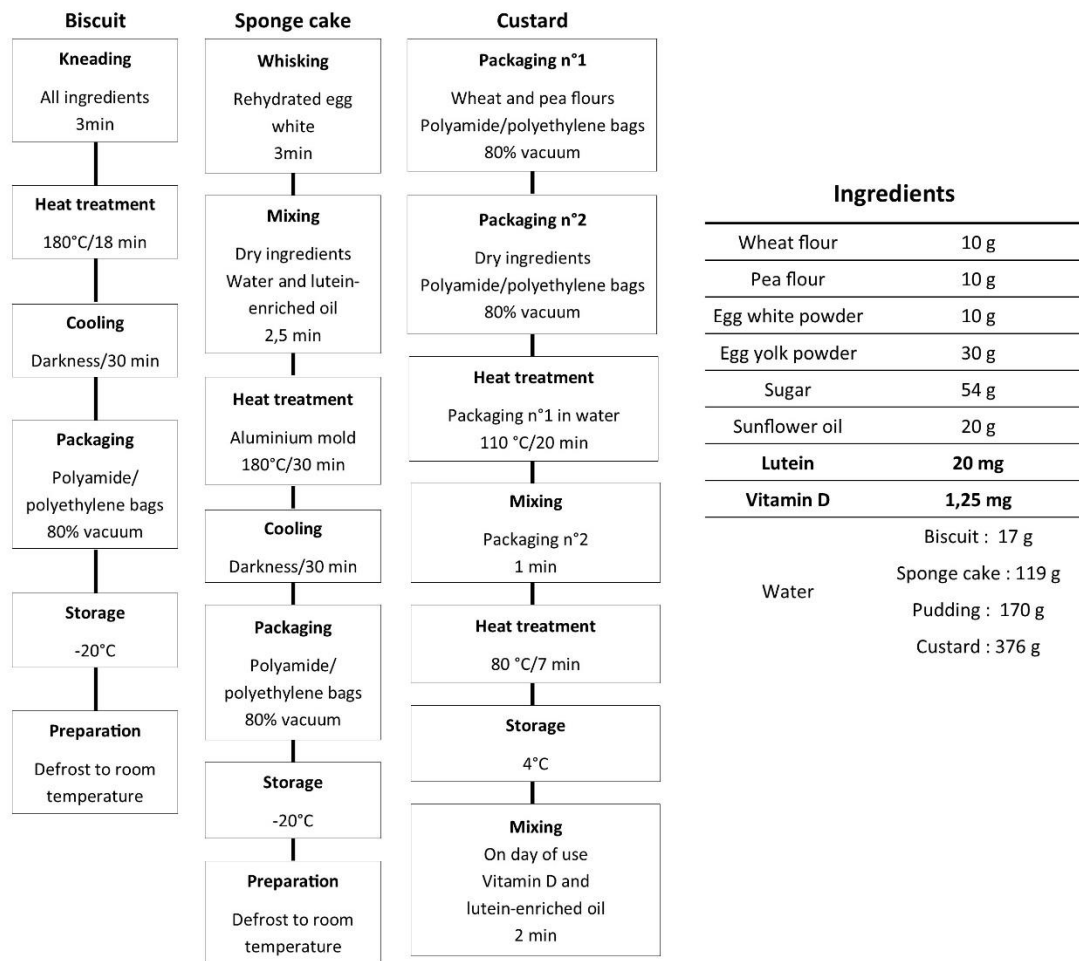 Biscuit
Kneading
All ingredients
3min
Heat treatment
180°C/18 min
Cooling
Darkness/30 min
Packaging
Polyamide/
polyethylene bags
80% vacuum
Storage
-20°C
Preparation
Defrost to room
temperature
Sponge cake
Whisking
Rehydrated egg
white
3min
Mixing
Dry ingredients
Water and lutein-
enriched oil
2,5 min
Heat treatment
Aluminium mold
180°C/30 min
Cooling
Darkness/30 min
Packaging
Polyamide/
polyethylene bags
80% vacuum
Storage
-20°C
Preparation
Defrost to room
temperature
Custard
Packaging n°1
Wheat and pea flours
Polyamide/polyethylene bags
80% vacuum
Packaging n°2
Dry ingredients
Polyamide/polyethylene bags
80% vacuum
Heat treatment
Packaging n°1 in water
110 °C/20 min
Mixing
Packaging n°2
1 min
Heat treatment
80 °C/7 min
Storage
4°C
Mixing
On day of use
Vitamin D and
lutein-enriched oil
2 min
Ingredients
Wheat flour 10 g
Pea flour 10 g
Egg white powder 10 g
Egg yolk powder 30 g
Sugar 54 g
Sunflower oil 20 g
Lutein 20 mg
Vitamin D 1,25 mg
Water
Biscuit : 17 g
Sponge cake : 119 g
Pudding : 170 g
Custard : 376 g